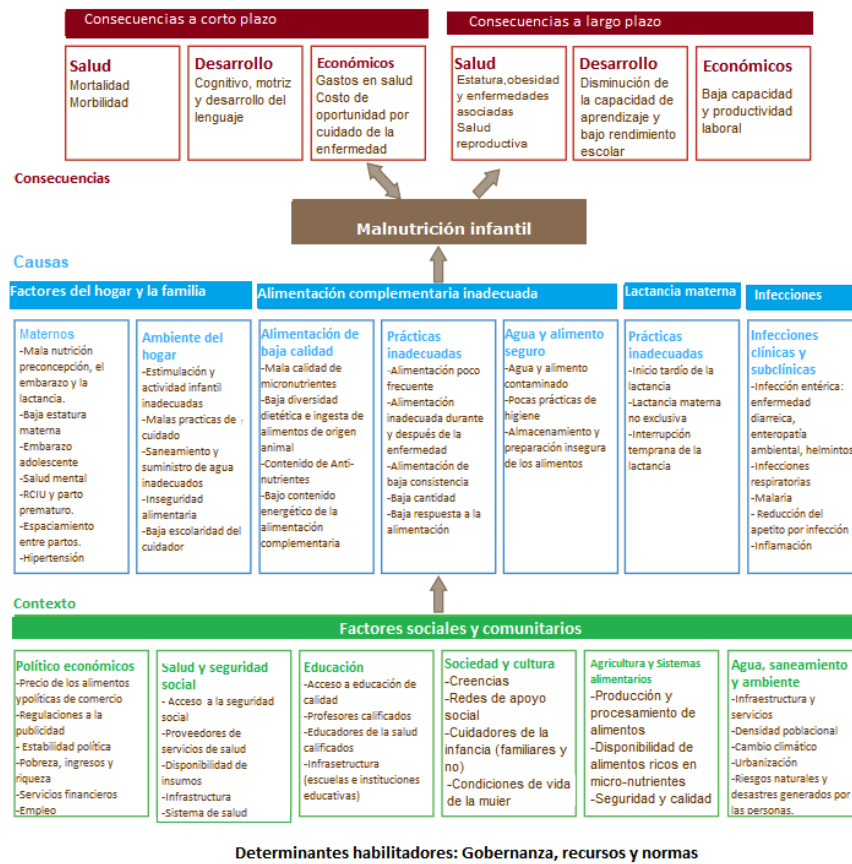 Consecuencias a corto plazo
Consecuencias a largo plazo
Salud
Mortalidad
Morbilidad
Desarrollo
Cognitivo, motriz
y desarrollo del
lenguaje
Económicos
Gastos en salud
Costo de
oportunidad por
cuidado de la
enfermedad
Salud
Estatura,obesidad
y enfermedades
asociadas
Salud
reproductiva
Desarrollo
Disminución de
la capacidad de
aprendizaje y
bajo rendimiento
escolar
Económicos
Baja capacidad
y productividad
laboral
Consecuencias
Malnutrición infantil
Causas
Factores del hogar y la familia
Alimentación complementaria inadecuada
Lactancia materna
Infecciones
Maternos
-Mala nutrición
preconcepción, el
embarazo y la
lactancia.
-Baja estatura
materna
-Embarazo
adolescente
-Salud mental
-RCIU y parto
prematuro.
-Espaciamiento
entre partos.
-Hipertensión
Ambiente del
hogar
-Estimulación y
actividad infantil
inadecuadas
-Malas practicas de
cuidado
-Saneamiento y
suministro de agua
inadecuados
-Inseguridad
alimentaria
-Baja escolaridad del
cuidador
Alimentación de
baja calidad
-Mala calidad de
micronutrientes
-Baja diversidad
dietética e ingesta de
alimentos de origen
animal
-Contenido de Anti-
nutrientes
-Bajo contenido
energético de la
alimentación
complementaria
Prácticas
inadecuadas
-Alimentación poco
frecuente
-Alimentación
inadecuada durante
y después de la
enfermedad
-Alimentación de
baja consistencia
-Baja cantidad
-Baja respuesta a la
alimentación
Agua y alimento
seguro
-Agua y alimento
contaminado
-Pocas prácticas de
higiene
-Almacenamiento y
preparación insegura
de los alimentos
Prácticas
inadecuadas
-Inicio tardío de la
lactancia
-Lactancia materna
no exclusiva
-Interrupción
temprana de la
lactancia
Infecciones
clínicas y
subclínicas
-Infección entérica:
enfermedad
diarreica,
enteropatía
ambiental, helmintos
-Infecciones
respiratorias
-Malaria
- Reducción del
apetito por infección
-Inflamación
Contexto
Factores sociales y comunitarios
Político económicos
-Precio de los alimentos
ypolíticas de comercio
-Regulaciones a la
publicidad
- Estabilidad política
-Pobreza, ingresos y
riqueza
-Servicios financieros
-Empleo
Salud y seguridad
social
- Acceso a la seguridad
social
-Proveedores de
servicios de salud
-Disponibilidad de
insumos
-Infrastructura
-Sistema de salud
Educación
-Acceso a educación de
calidad
-Profesores calificados
-Educadores de la salud
calificados
-Infrasetructura
(escuelas e instituciones
educativas)
Sociedad y cultura
-Creencias
-Redes de apoyo
social
-Cuidadores de la
infancia (familiares y
no)
-Condiciones de vida
de la mujer
Agricultura y Sistemas
alimentarios
-Producción y
procesamiento de
alimentos
-Disponibilidad de
alimentos ricos en
micro-nutrientes
-Seguridad y calidad
Agua, saneamiento
y ambiente
-Infraestructura y
servicios
-Densidad poblacional
-Cambio climático
-Urbanización
-Riesgos naturales y
desastres generados por
las personas.
Determinantes habilitadores: Gobernanza, recursos y normas